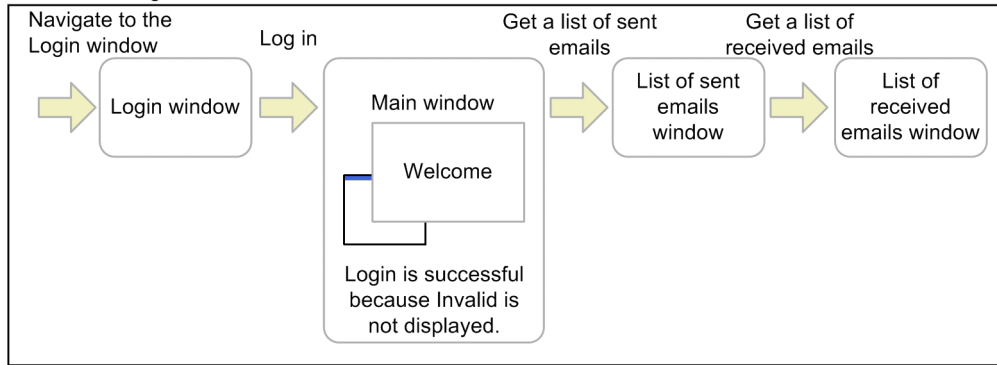 Navigate to the
Login window
Login window
Log in
Main window
Welcome
Login is successful
because Invalid is
not displayed.
Get a list of sent
emails
List of sent
emails
window
Get a list of
received emails
List of
received
emails window